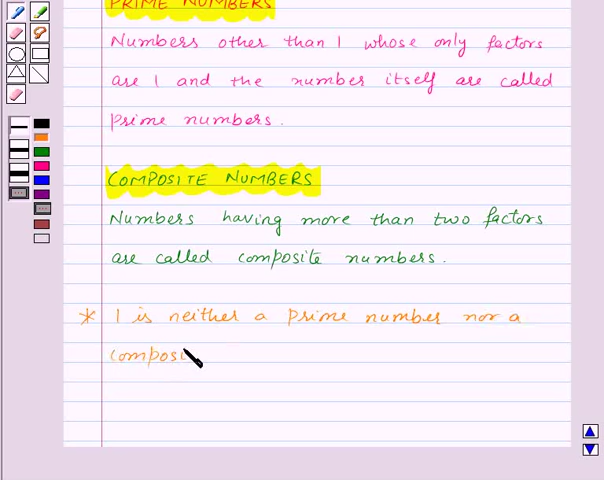 PRIME NUMBERS
Numbers other than 1 whose only factors
are 1 and the number itself are called
prime numbers.
COMPOSITE NUMBERS
Numbers having more than two factors
are called composite numbers.
* 1 is neither a prime number nor a
composi